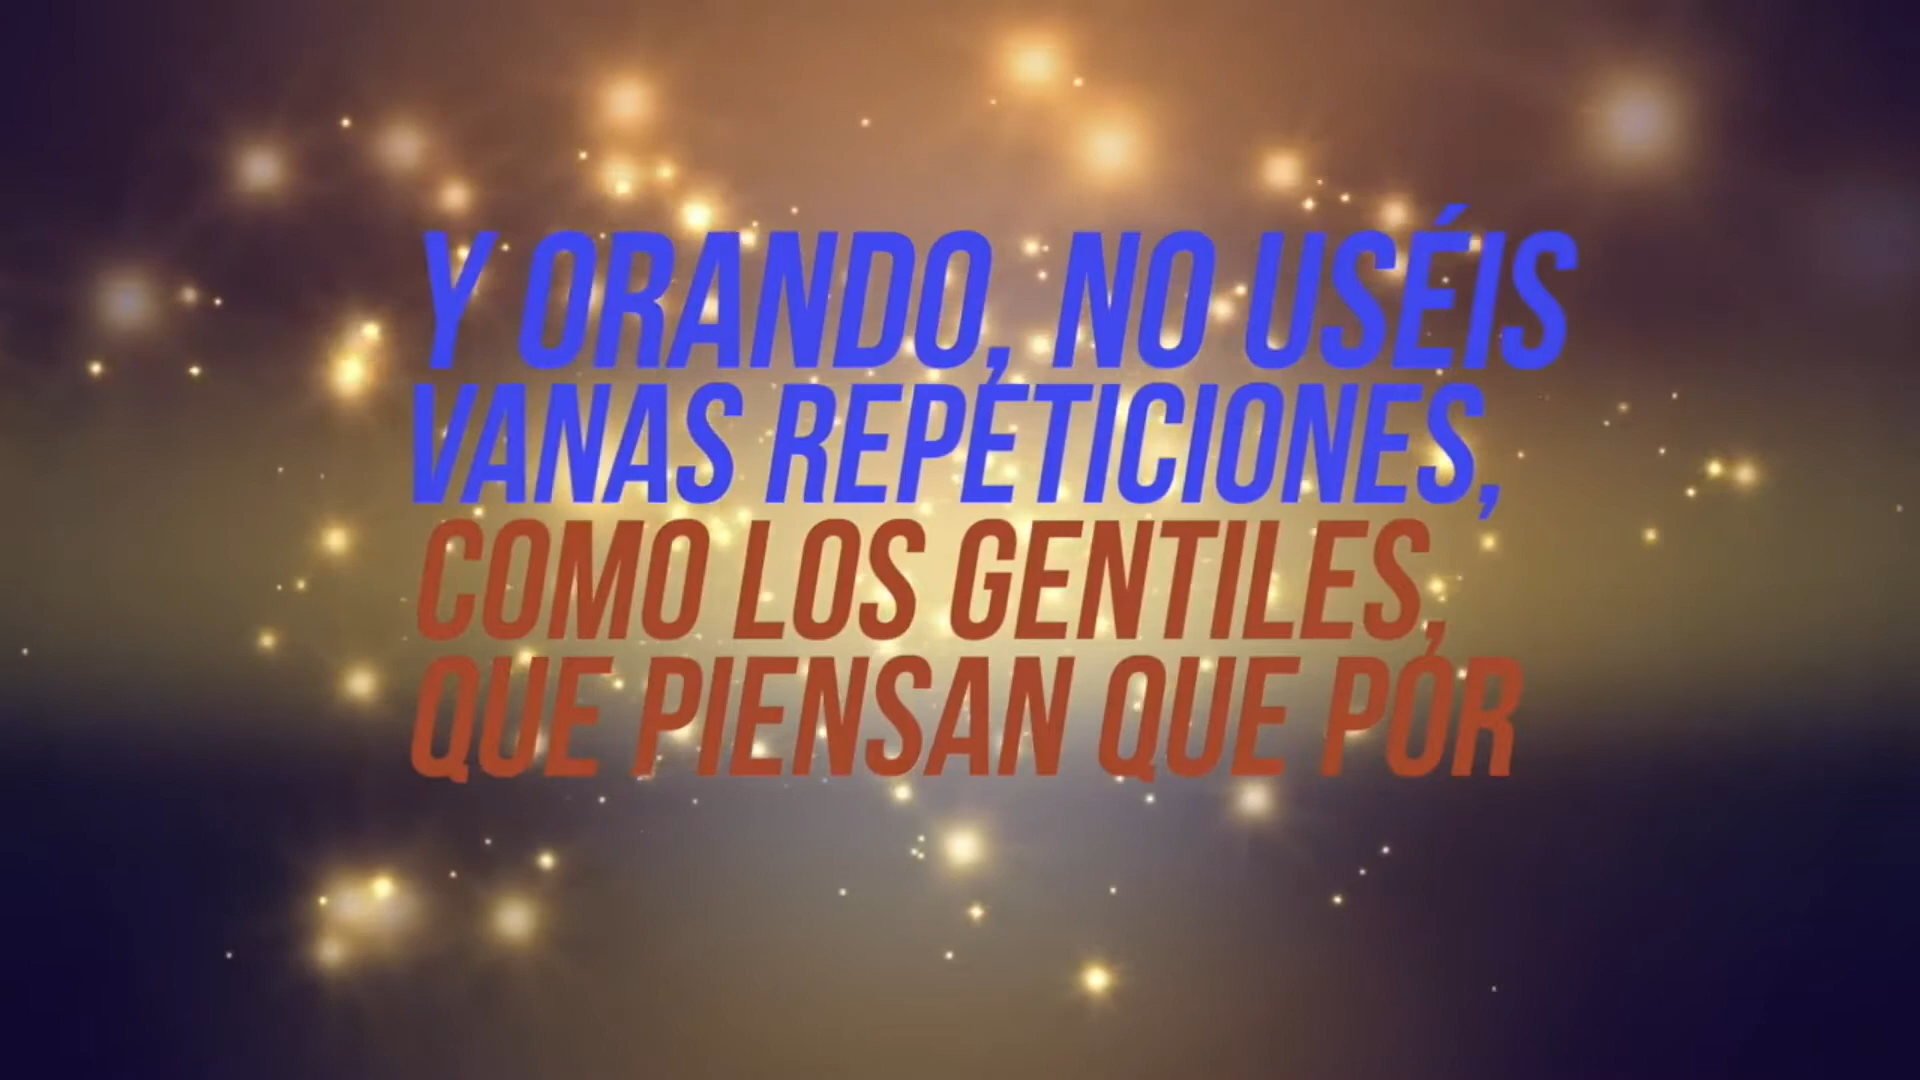 Y ORANDO, NO USÉIS
VANAS REPETICIONES,
COMO LOS GENTILES,
QUE PIENSAN QUE POR